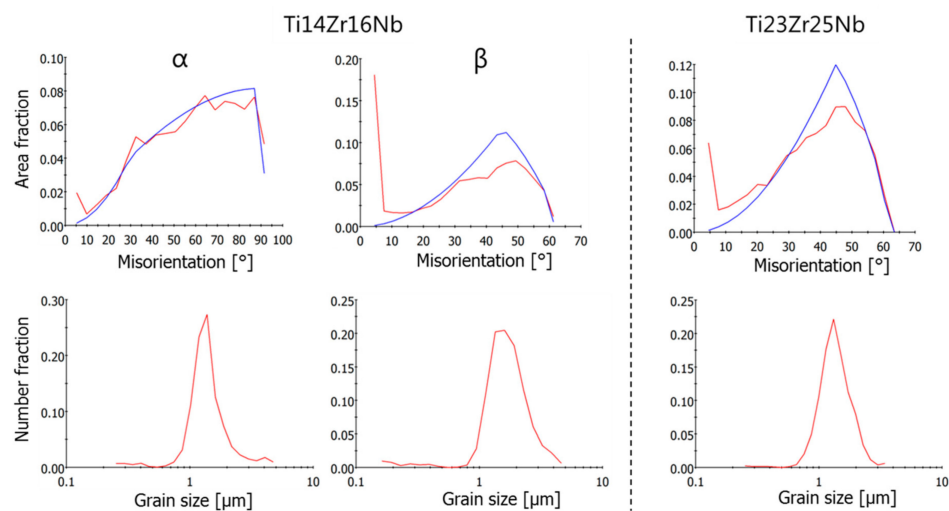 Ti14Zr16Nb
Ti23Zr25Nb
α
β
Area fraction
0.10
0.08
0.06
0.04
0.02
0.00
0 10 20 30 40 50 60 70 80 90 100
Misorientation [°]
0.20
0.15
0.10
0.05
0.00
0 10 20 30 40 50 60 70
Misorientation [°]
0.12
0.10
0.08
0.06
0.04
0.02
0.00
0 10 20 30 40 50 60 70
Misorientation [°]
Number fraction
0.30
0.20
0.10
0.00
0.1 1 10
Grain size [µm]
0.25
0.20
0.15
0.10
0.05
0.00
0.1 1 10
Grain size [µm]
0.25
0.20
0.15
0.10
0.05
0.00
0.1 1 10
Grain size [µm]